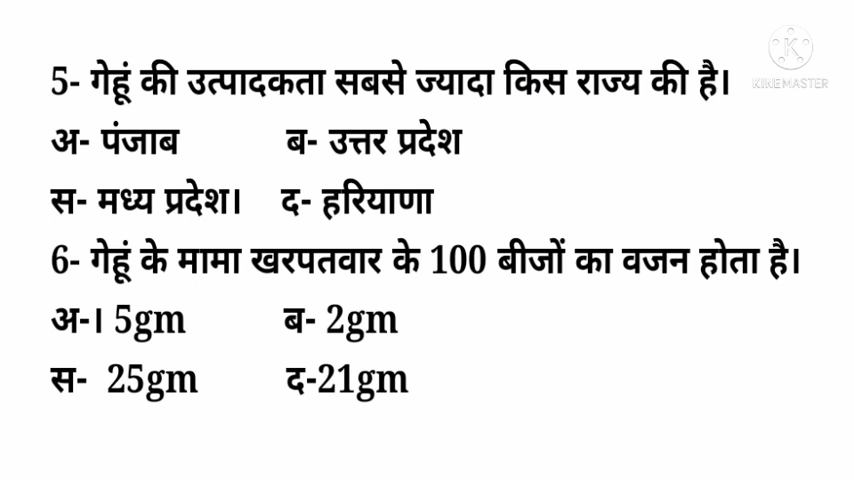 KINEMASTER
5- गेहूं की उत्पादकता सबसे ज्यादा किस राज्य की है।
अ- पंजाब ब- उत्तर प्रदेश
स- मध्य प्रदेश। द- हरियाणा
6- गेहूं के मामा खरपतवार के 100 बीजों का वजन होता है।
अ-। 5gm ब- 2gm
स- 25gm द-21gm